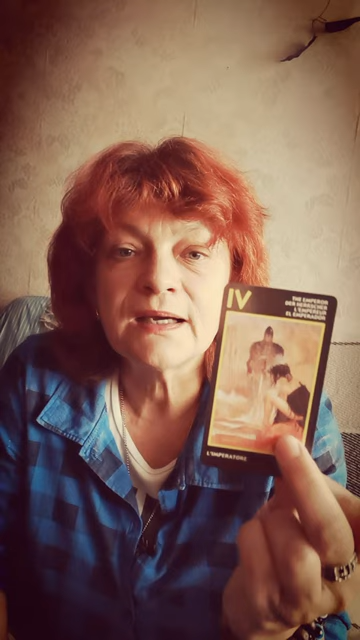 IV
THE EMPEROR
DER HERRSCHER
L'EMPEREUR
EL EMPERADOR
L'IMPERATORE